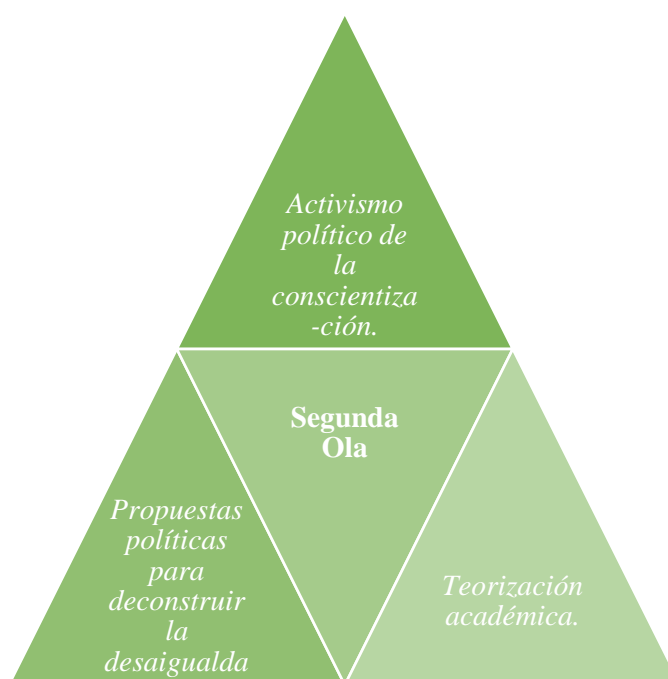 Activismo
político de
la
conscientiza
-ción.
Segunda
Ola
Propuestas
políticas
para
deconstruir
la
desaigualda
Teorización
académica.